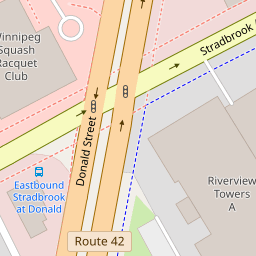 Winnipeg
Squash
Racquet
Club
Stradbrook
Donald Street
Eastbound
Stradbrook
at Donald
Riverview
Towers
A
Route 42